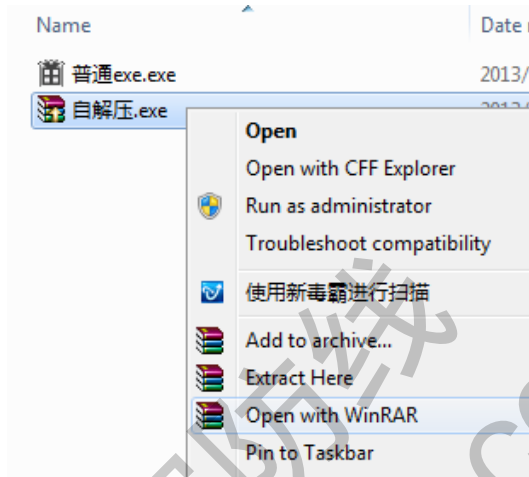 Name
Date
普通exe.exe
2013/
自解压.exe
Open
Open with CFF Explorer
Run as administrator
Troubleshoot compatibility
使用新毒霸进行扫描
Add to archive...
Extract Here
Open with WinRAR
Pin to Taskbar